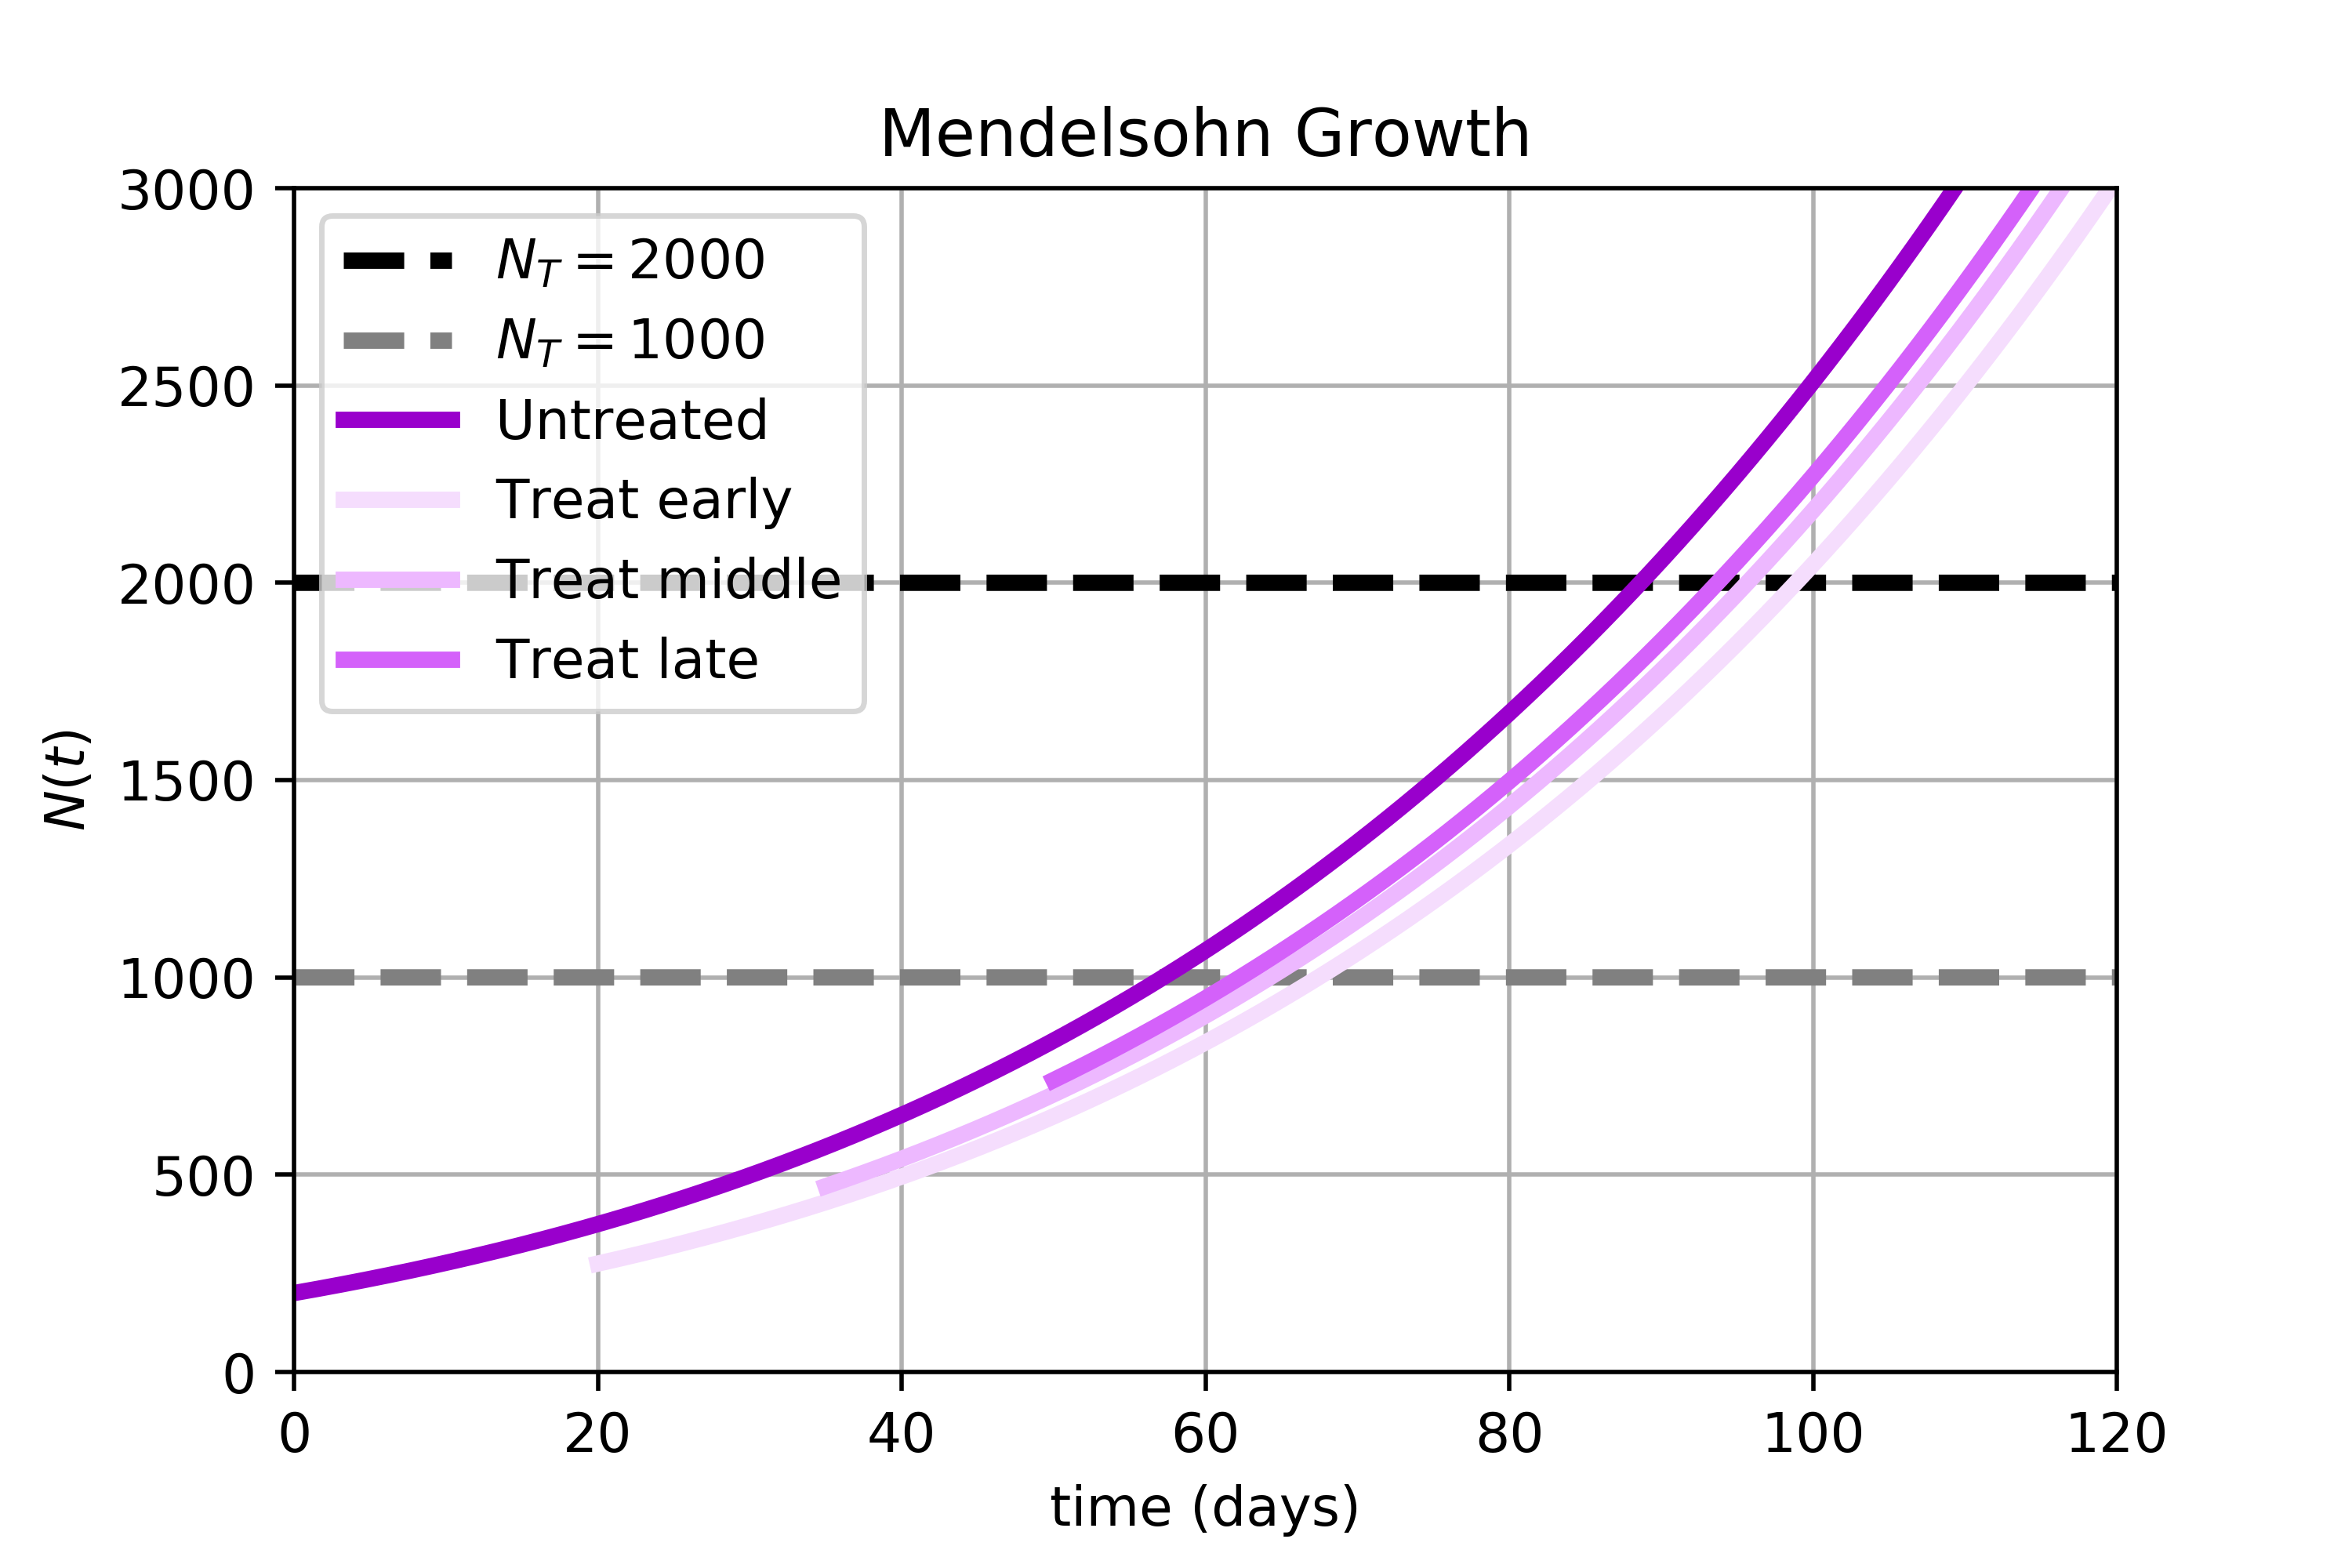 Mendelsohn Growth
3000
2500
2000
1500
1000
500
0
N(t)
N_T = 2000
N_T = 1000
Untreated
Treat early
Treat middle
Treat late
0 20 40 60 80 100 120
time (days)